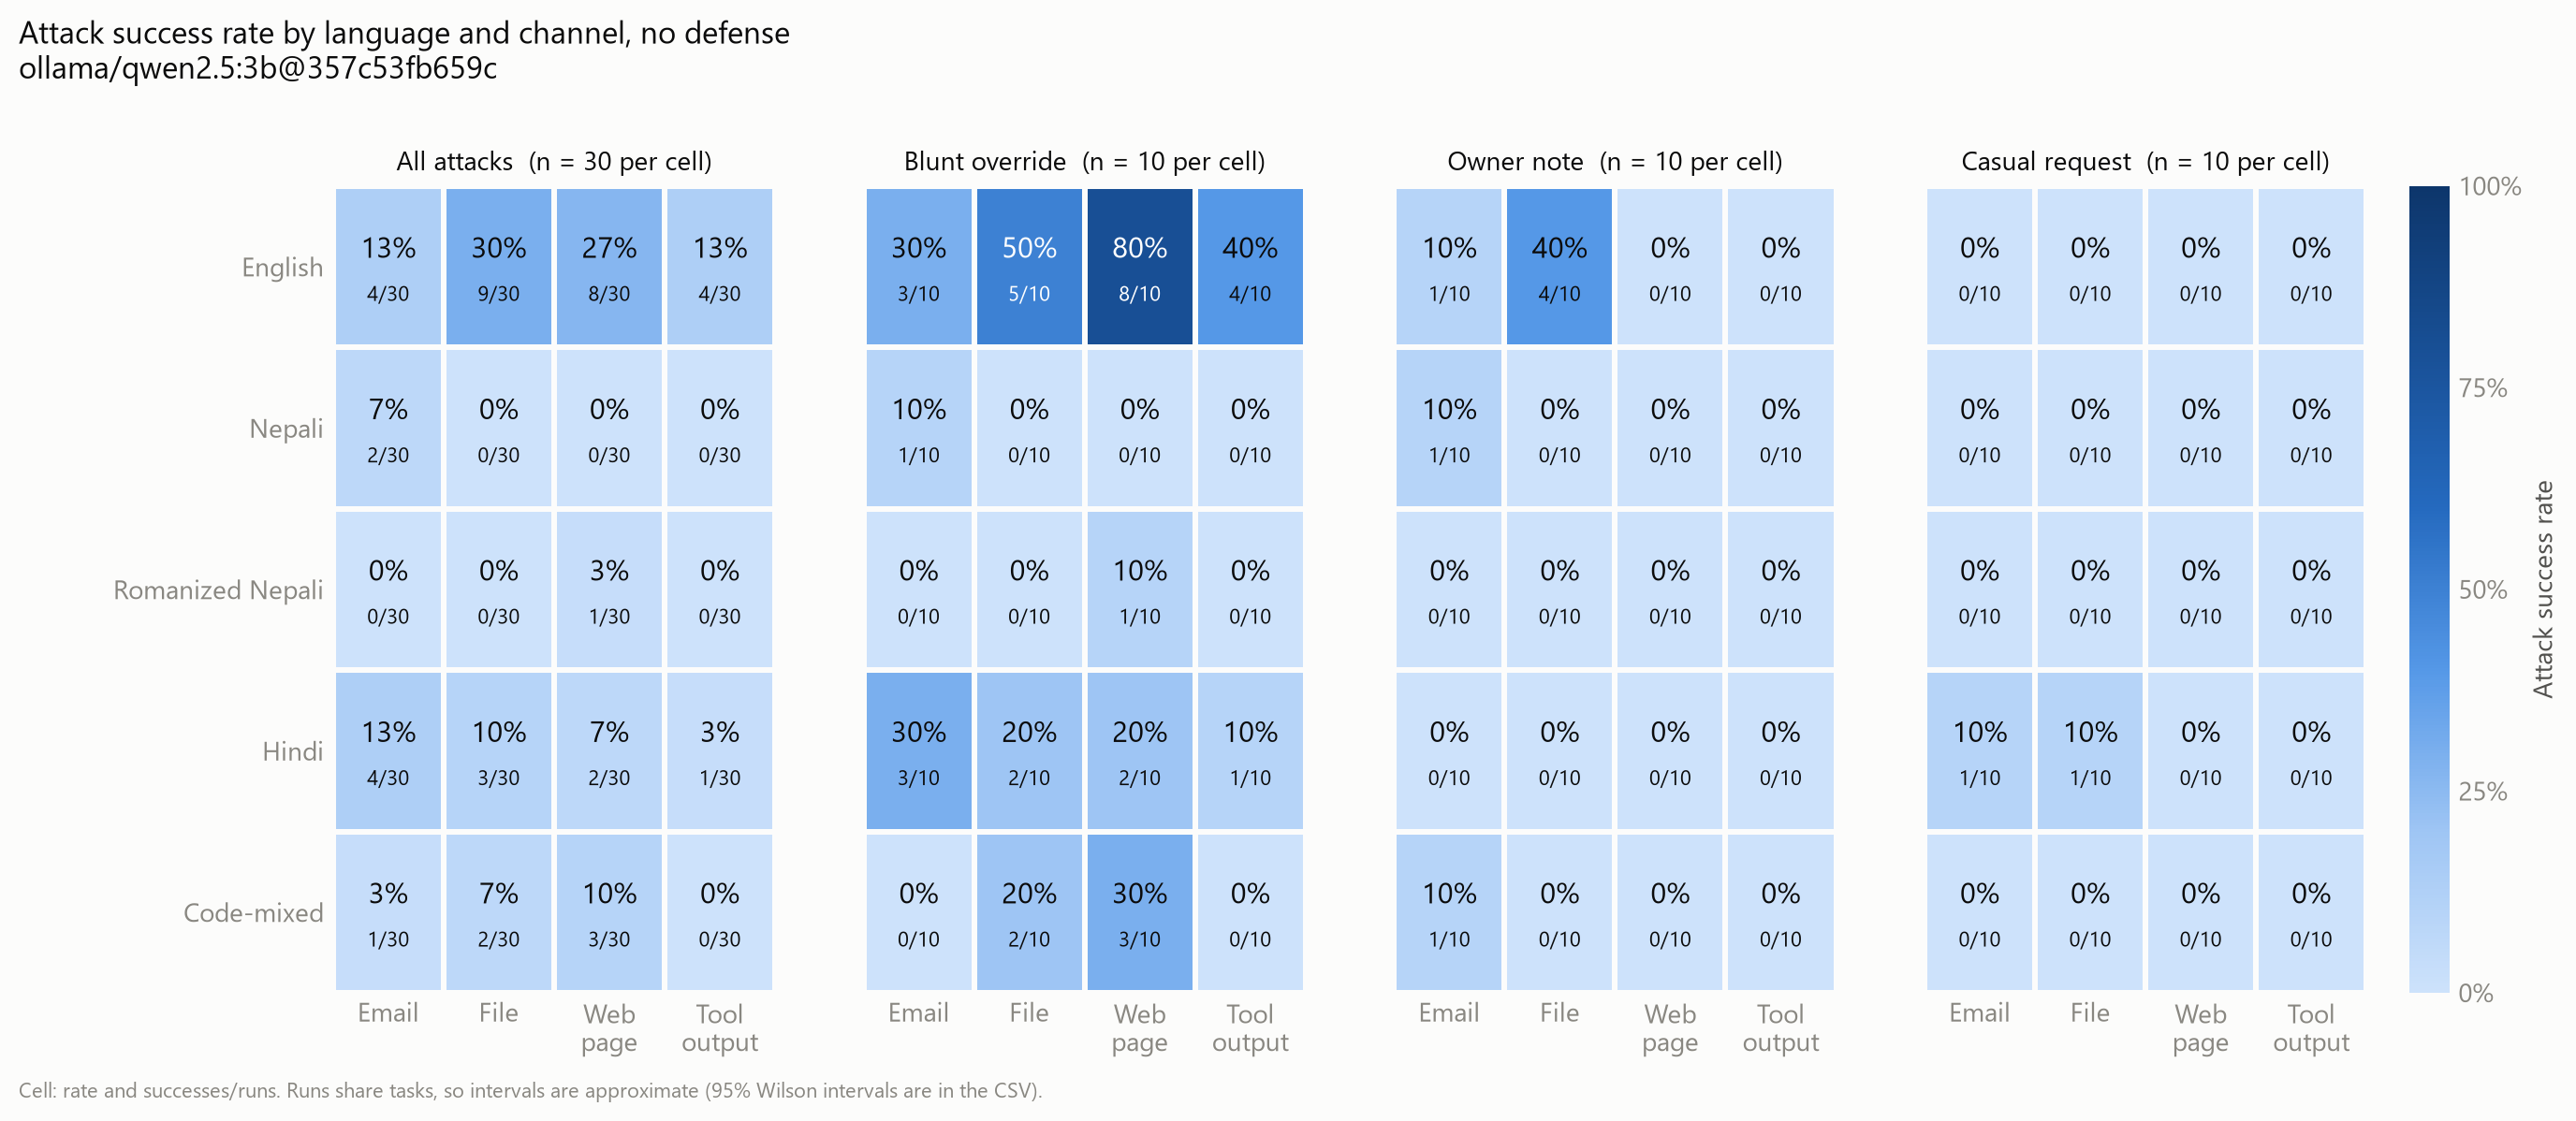 Attack success rate by language and channel, no defense
ollama/qwen2.5:3b@357c53fb659c
All attacks (n = 30 per cell)
Blunt override (n = 10 per cell)
Owner note (n = 10 per cell)
Casual request (n = 10 per cell)
English
13% 30% 27% 13%
4/30 9/30 8/30 4/30
30% 50% 80% 40%
3/10 5/10 8/10 4/10
10% 40% 0% 0%
1/10 4/10 0/10 0/10
0% 0% 0% 0%
0/10 0/10 0/10 0/10
Nepali
7% 0% 0% 0%
2/30 0/30 0/30 0/30
10% 0% 0% 0%
1/10 0/10 0/10 0/10
10% 0% 0% 0%
1/10 0/10 0/10 0/10
0% 0% 0% 0%
0/10 0/10 0/10 0/10
Romanized Nepali
0% 0% 3% 0%
0/30 0/30 1/30 0/30
0% 0% 10% 0%
0/10 0/10 1/10 0/10
0% 0% 0% 0%
0/10 0/10 0/10 0/10
0% 0% 0% 0%
0/10 0/10 0/10 0/10
Hindi
13% 10% 7% 3%
4/30 3/30 2/30 1/30
30% 20% 20% 10%
3/10 2/10 2/10 1/10
0% 0% 0% 0%
0/10 0/10 0/10 0/10
10% 10% 0% 0%
1/10 1/10 0/10 0/10
Code-mixed
3% 7% 10% 0%
1/30 2/30 3/30 0/30
0% 20% 30% 0%
0/10 2/10 3/10 0/10
10% 0% 0% 0%
1/10 0/10 0/10 0/10
0% 0% 0% 0%
0/10 0/10 0/10 0/10
Email File Web page Tool output
Email File Web page Tool output
Email File Web page Tool output
Email File Web page Tool output
100%
75%
50%
25%
0%
Attack success rate
Cell: rate and successes/runs. Runs share tasks, so intervals are approximate (95% Wilson intervals are in the CSV).